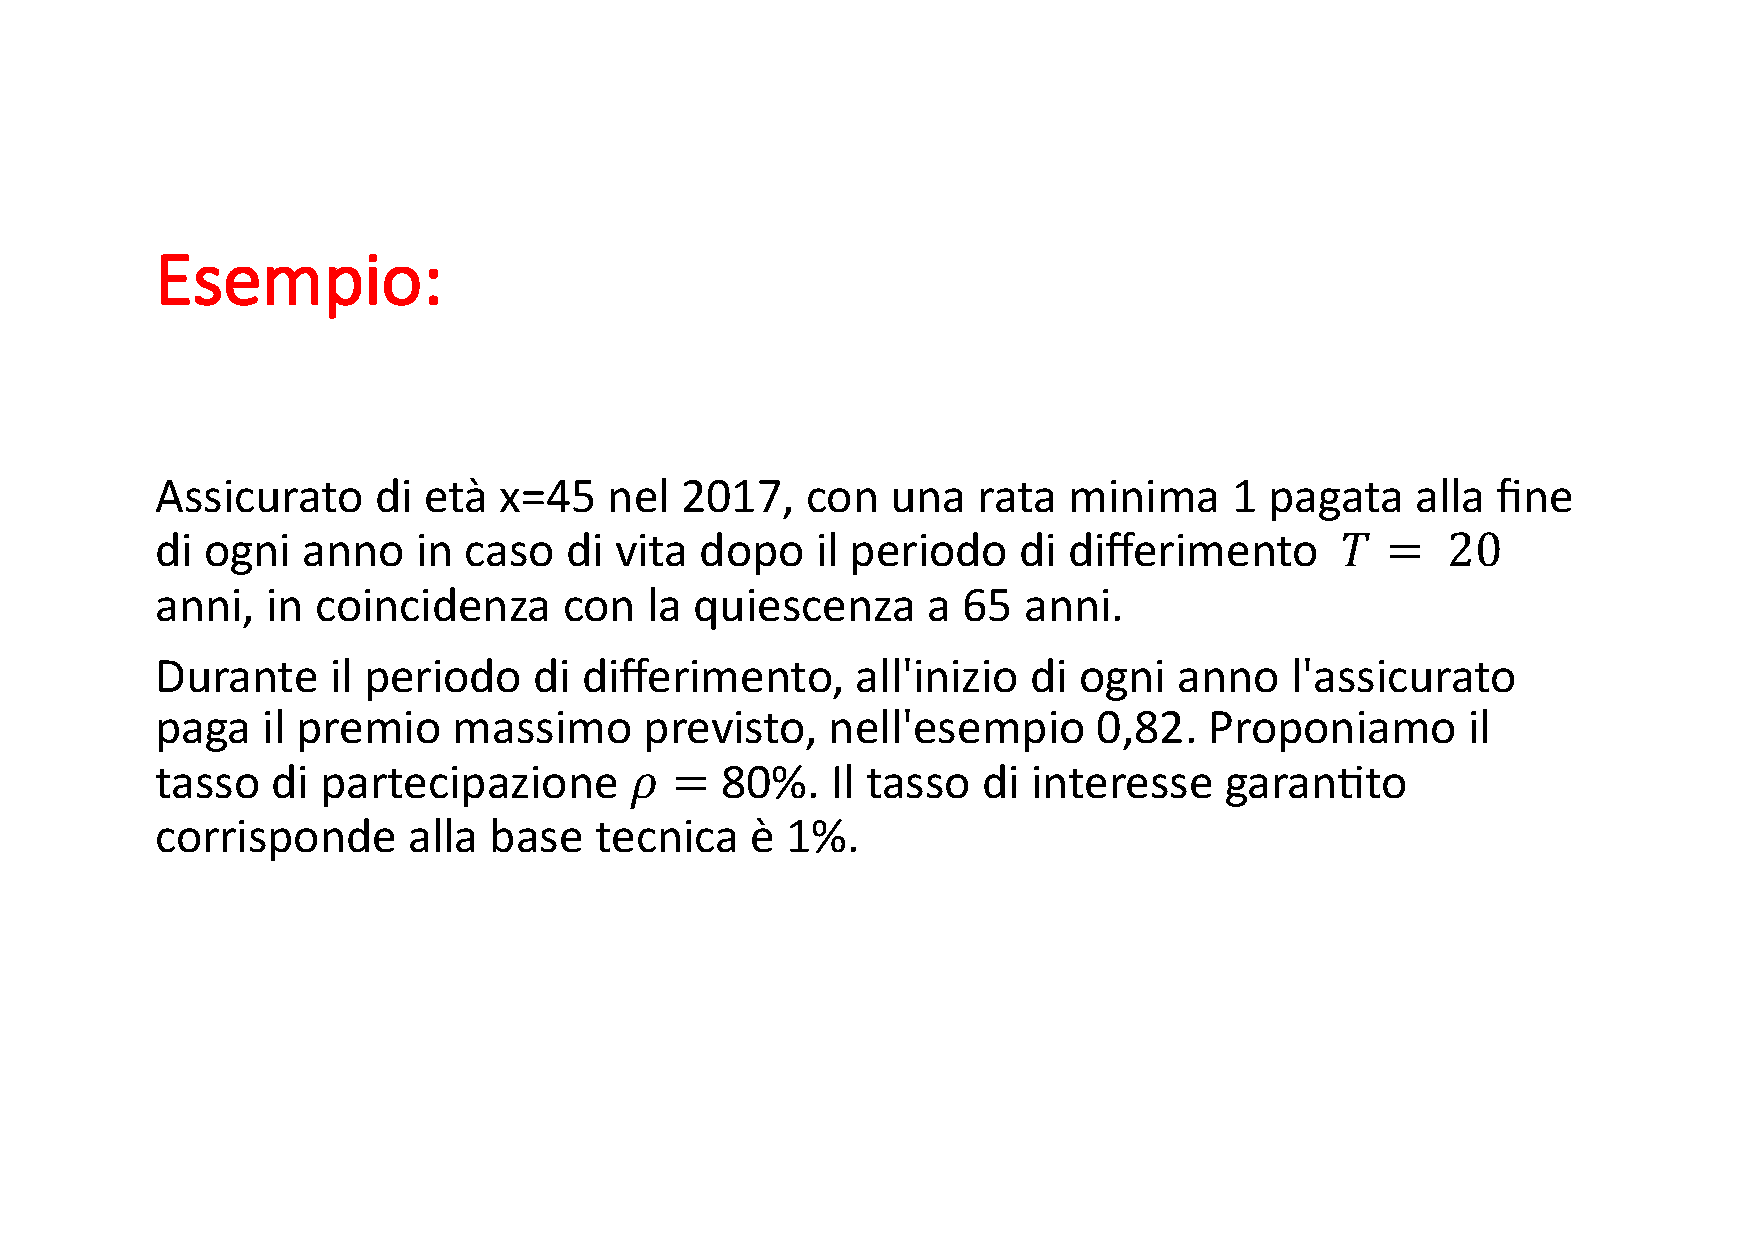 Esempio:
Assicurato di età x=45 nel 2017, con una rata minima 1 pagata alla fine
di ogni anno in caso di vita dopo il periodo di differimento 𝑇 = 20
anni, in coincidenza con la quiescenza a 65 anni.
Durante il periodo di differimento, all'inizio di ogni anno l'assicurato
paga il premio massimo previsto, nell'esempio 0,82. Proponiamo il
tasso di partecipazione 𝜌 = 80%. Il tasso di interesse garantito
corrisponde alla base tecnica è 1%.